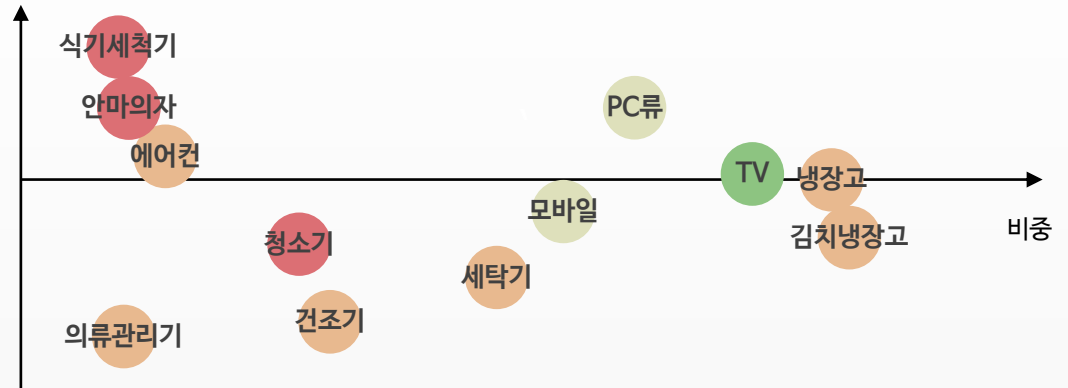 식기세척기
안마의자
PC류
에어컨
TV
냉장고
모바일
비중
김치냉장고
청소기
세탁기
건조기
의류관리기